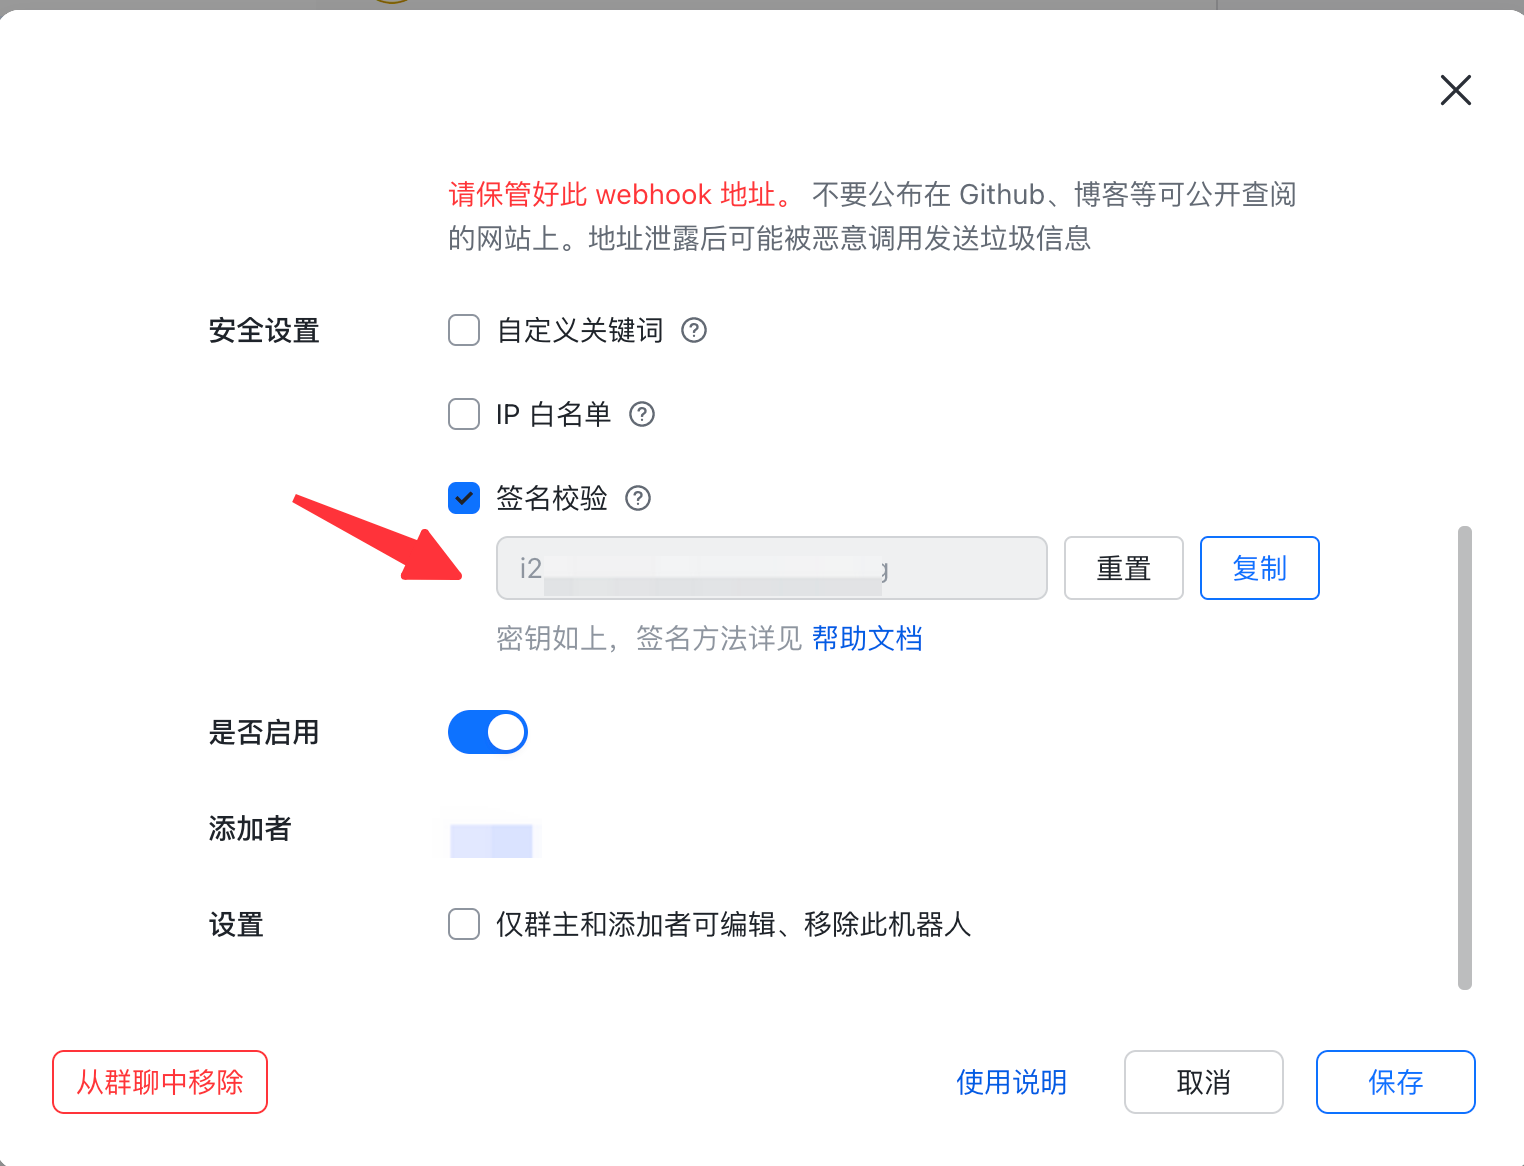 请保管好此 webhook 地址。 不要公布在 Github、博客等可公开查阅
的网站上。地址泄露后可能被恶意调用发送垃圾信息
安全设置
自定义关键词
IP 白名单
签名校验
i2
重置
复制
密钥如上，签名方法详见 帮助文档
是否启用
添加者
设置
仅群主和添加者可编辑、移除此机器人
从群聊中移除
使用说明
取消
保存